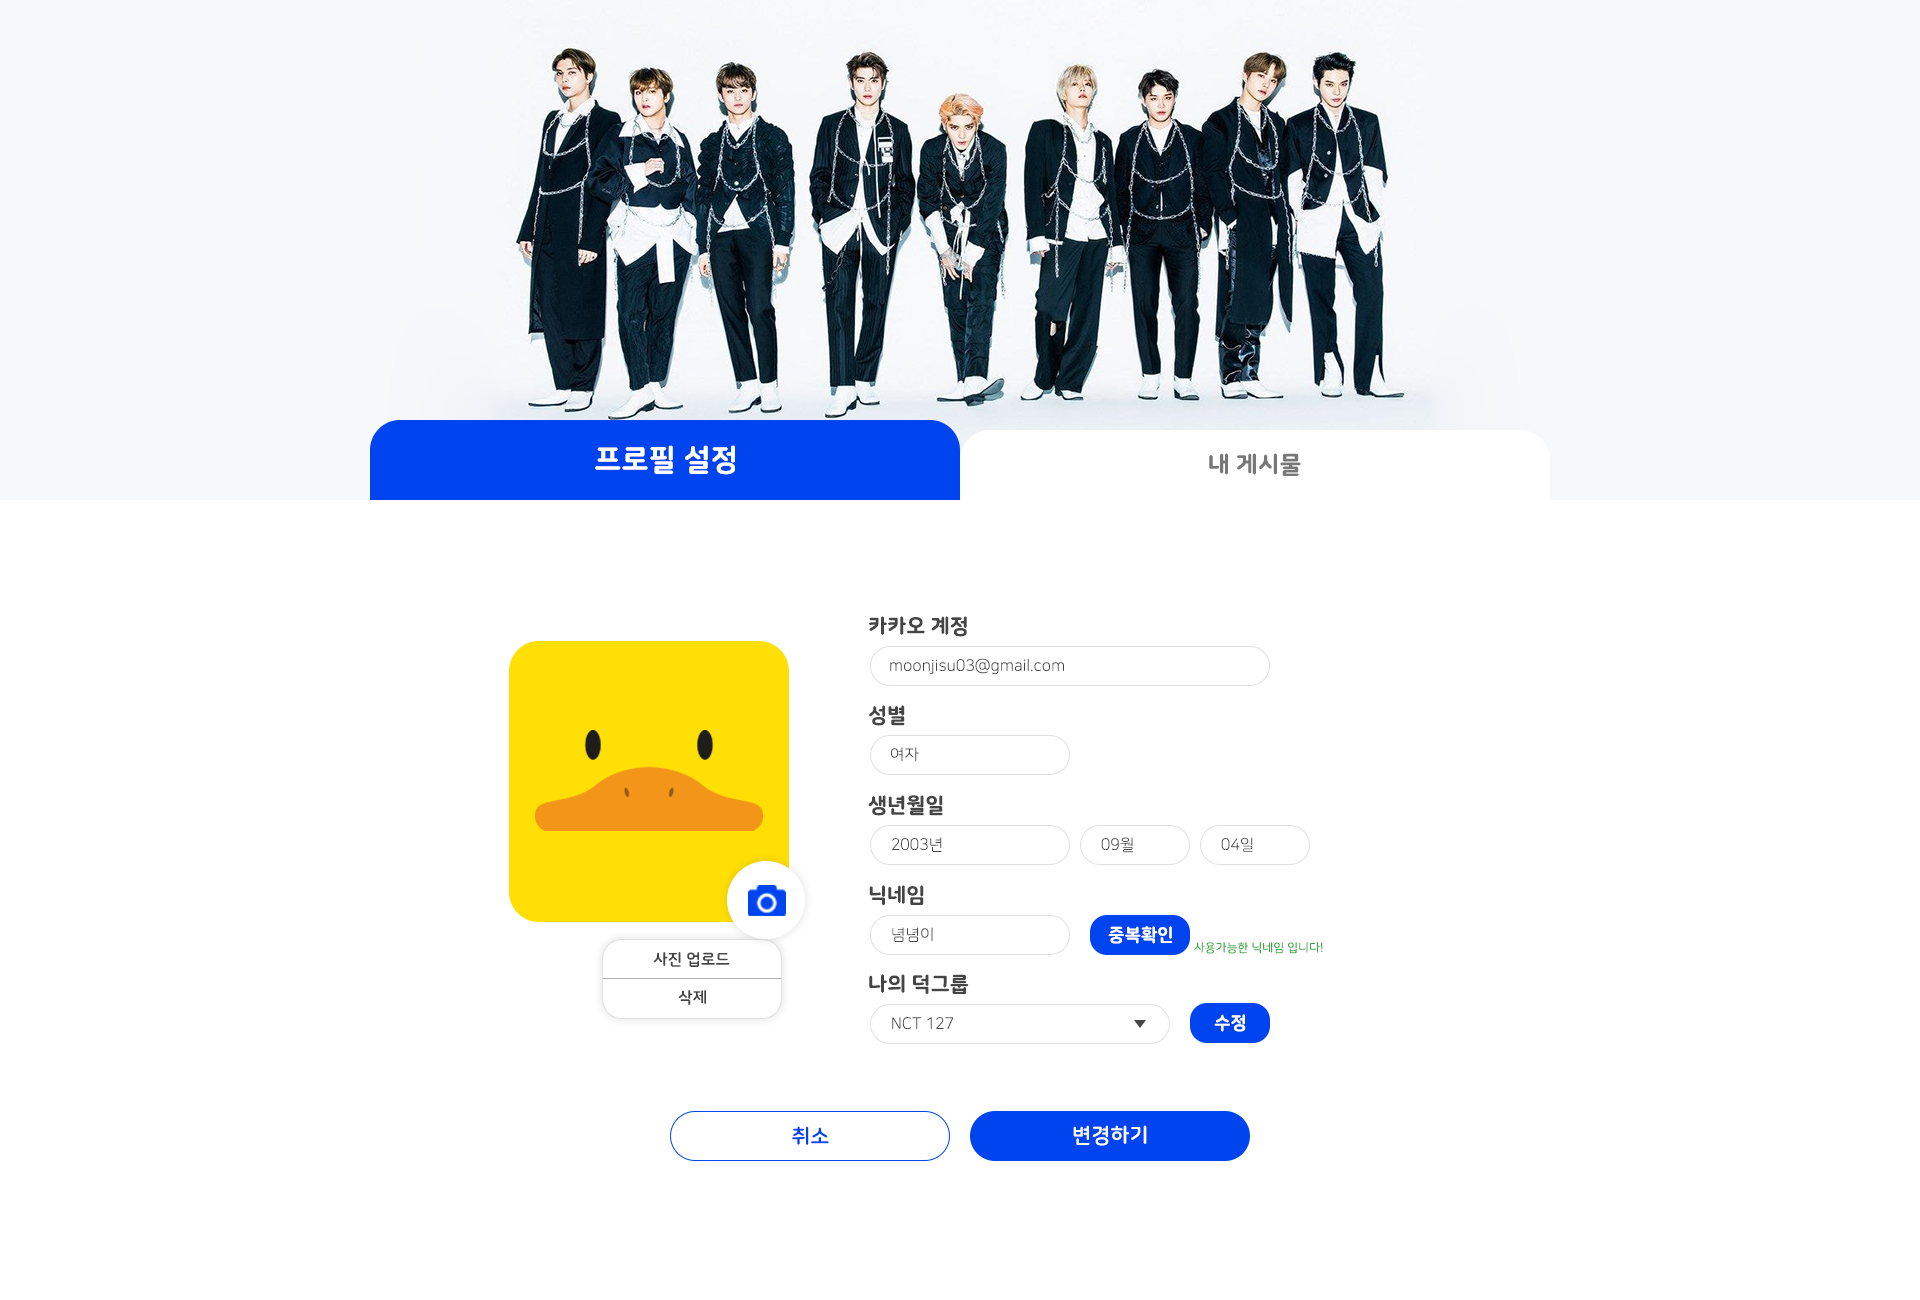 프로필 설정
내 게시물
카카오 계정
moonjisu03@gmail.com
성별
여자
생년월일
2003년 09월 04일
닉네임
념념이
중복확인
사용가능한 닉네임 입니다!
사진 업로드
삭제
나의 덕그룹
NCT 127
수정
취소
변경하기